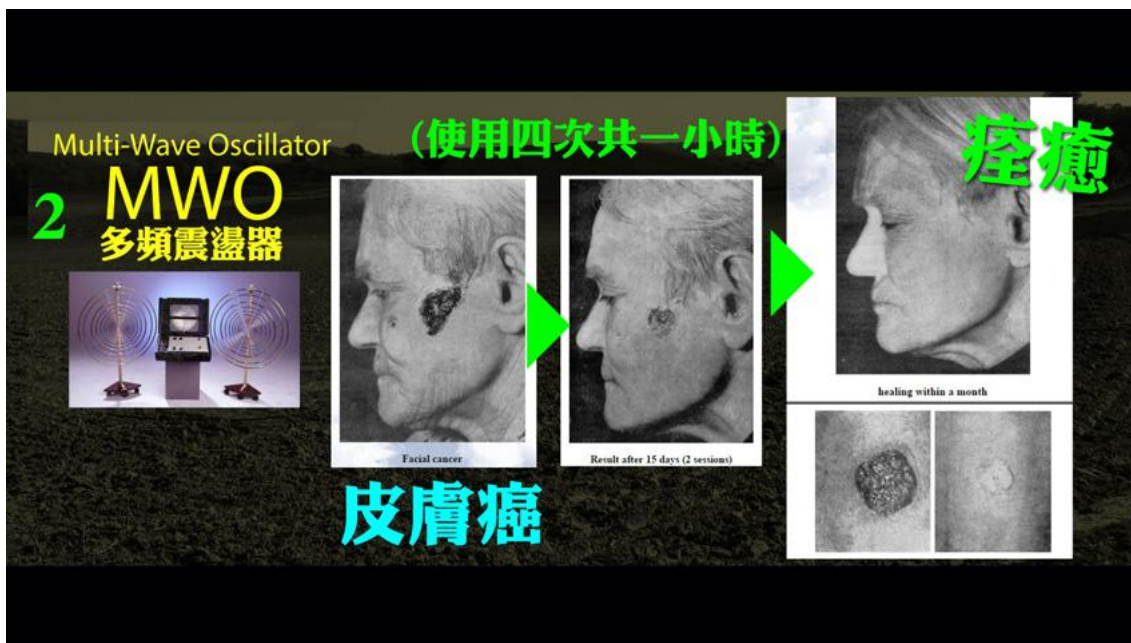 2
Multi-Wave Oscillator
MWO
多頻震盪器
(使用四次共一小時)
痊癒
Facial cancer
Result after 15 days (2 sessions)
healing within a month
皮膚癌